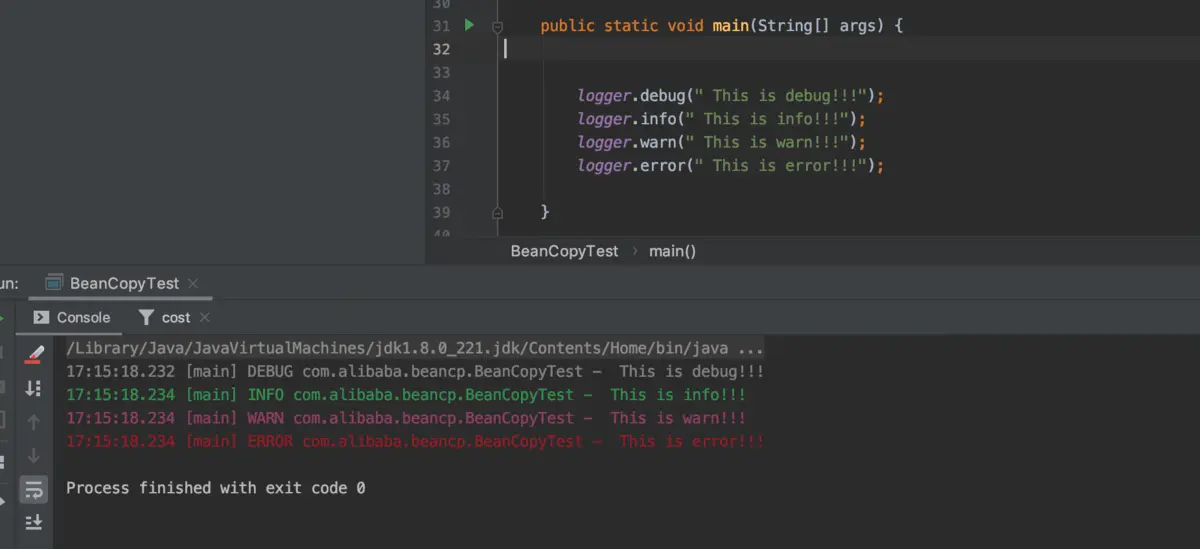 30
31 public static void main(String[] args) {
32
33
34 logger.debug(" This is debug!!!");
35 logger.info(" This is info!!!");
36 logger.warn(" This is warn!!!");
37 logger.error(" This is error!!!");
38
39 }
40
BeanCopyTest › main()
un: BeanCopyTest ×
Console cost ×
/Library/Java/JavaVirtualMachines/jdk1.8.0_221.jdk/Contents/Home/bin/java ...
17:15:18.232 [main] DEBUG com.alibaba.beancp.BeanCopyTest -  This is debug!!!
17:15:18.234 [main] INFO com.alibaba.beancp.BeanCopyTest -  This is info!!!
17:15:18.234 [main] WARN com.alibaba.beancp.BeanCopyTest -  This is warn!!!
17:15:18.234 [main] ERROR com.alibaba.beancp.BeanCopyTest -  This is error!!!
Process finished with exit code 0